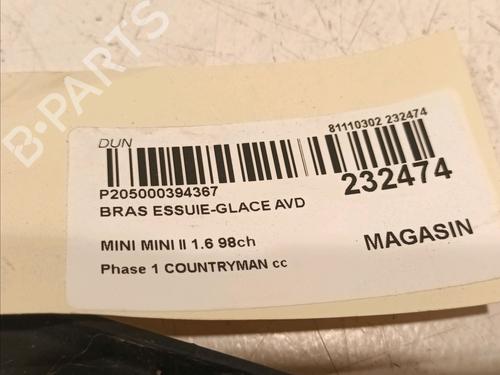 B-PARTS
DUN
81110302 232474
P205000394367
232474
BRAS ESSUIE-GLACE AVD
MINI MINI II 1.6 98ch
MAGASIN
Phase 1 COUNTRYMAN cc